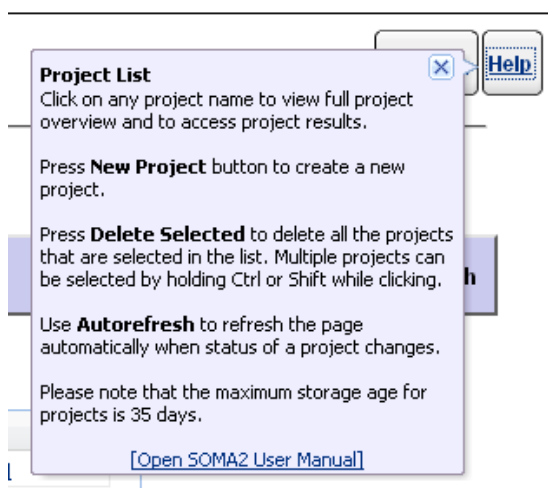 Help
Project List
Click on any project name to view full project
overview and to access project results.
Press New Project button to create a new
project.
Press Delete Selected to delete all the projects
that are selected in the list. Multiple projects can
be selected by holding Ctrl or Shift while clicking.
Use Autorefresh to refresh the page
automatically when status of a project changes.
Please note that the maximum storage age for
projects is 35 days.
[Open SOMA2 User Manual]